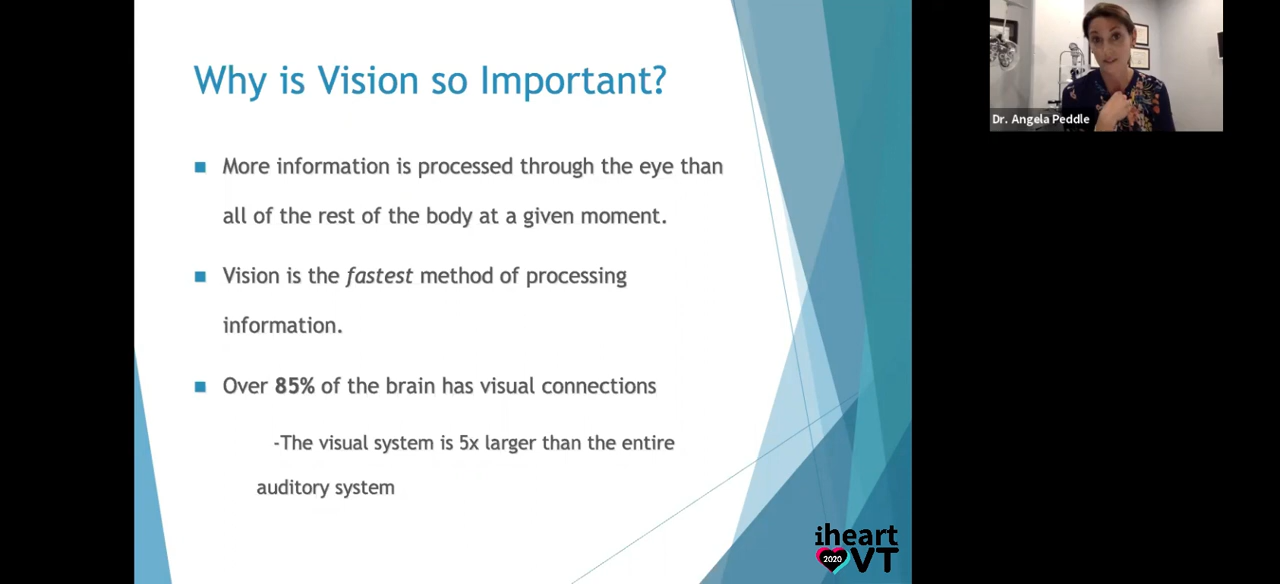 Why is Vision so Important?
More information is processed through the eye than
all of the rest of the body at a given moment.
Vision is the fastest method of processing
information.
Over 85% of the brain has visual connections
-The visual system is 5x larger than the entire
auditory system
iheart
2020
VT
Dr. Angela Peddle